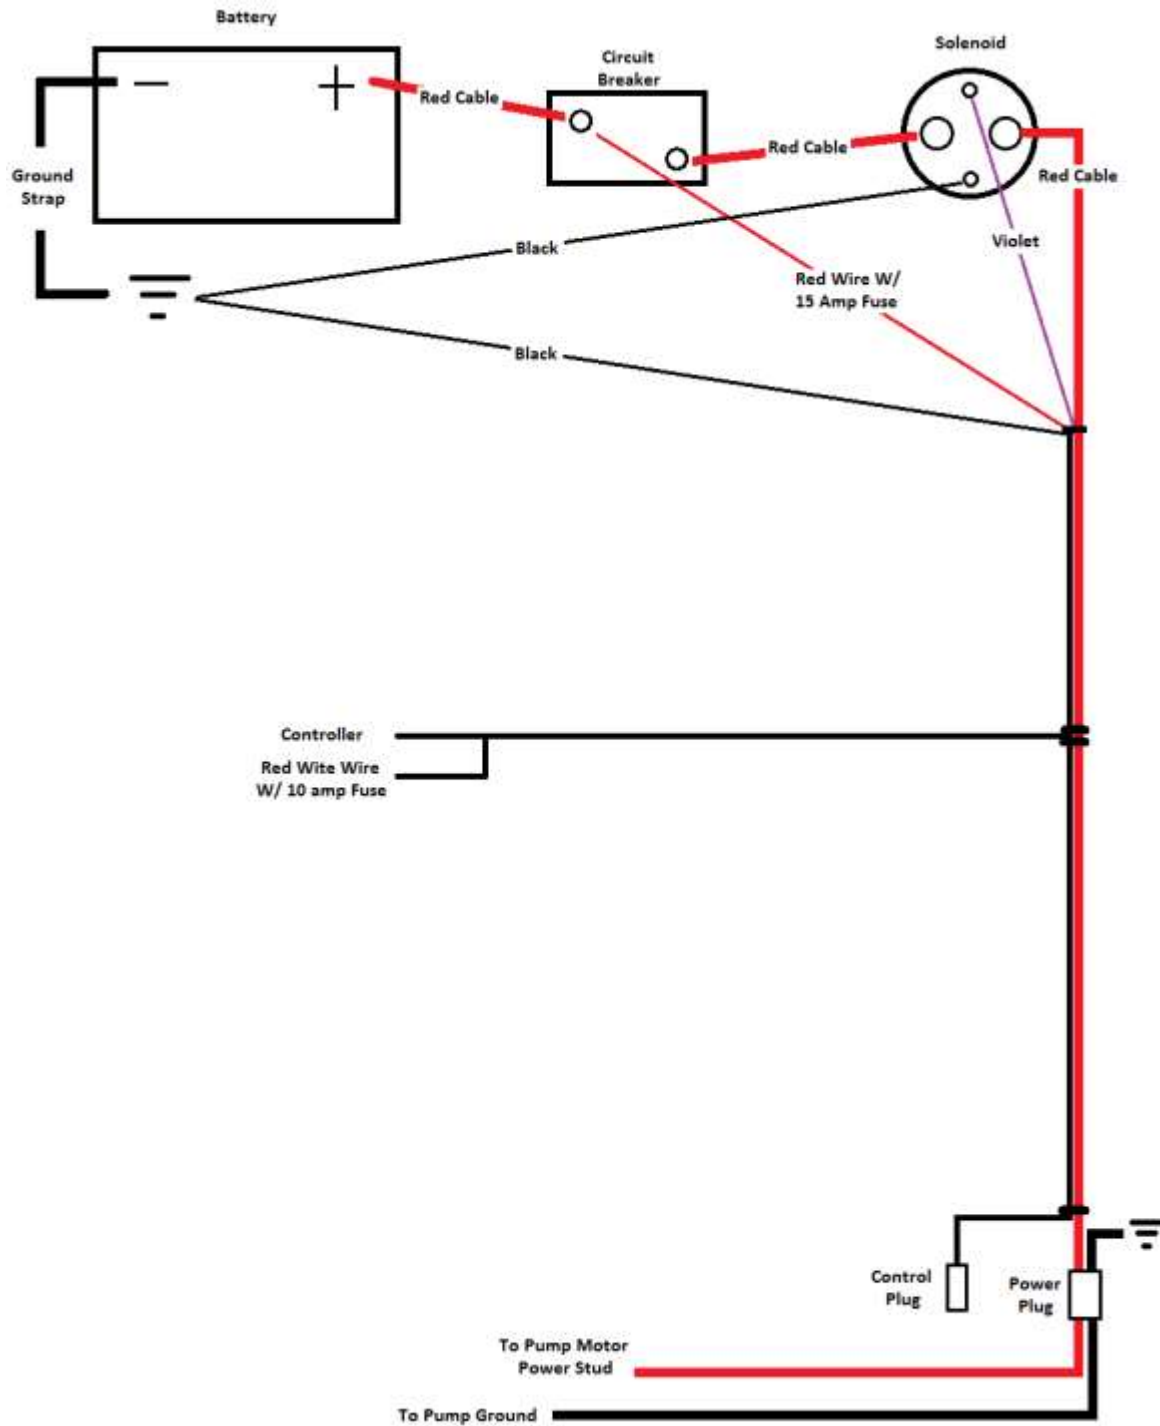 Battery
Solenoid
Circuit
Breaker
Red Cable
Red Cable
Red Cable
Ground
Strap
Violet
Black
Red Wire W/
15 Amp Fuse
Black
Controller
Red Wite Wire
W/ 10 amp Fuse
Control
Plug
Power
Plug
To Pump Motor
Power Stud
To Pump Ground